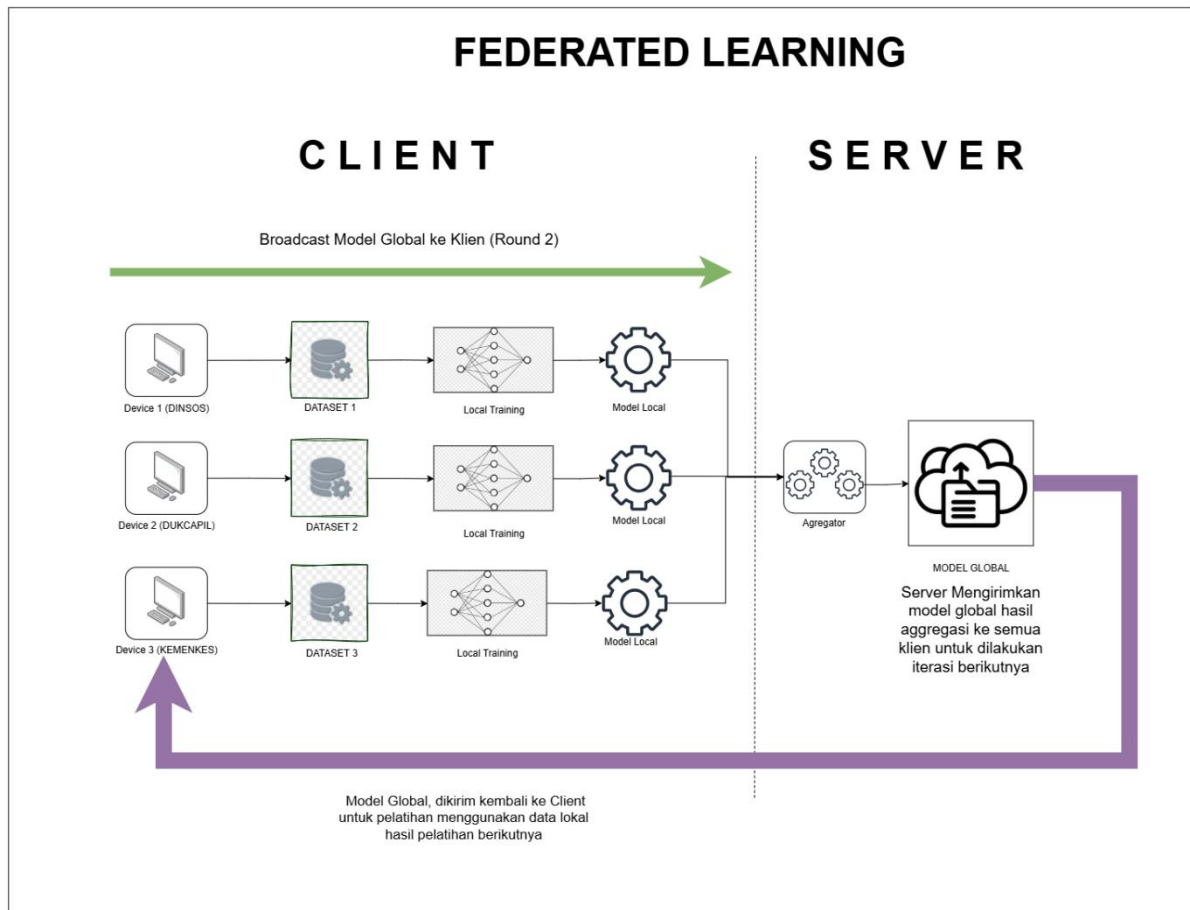 FEDERATED LEARNING
CLIENT
SERVER
Broadcast Model Global ke Klien (Round 2)
Device 1 (DINSOS)
DATASET 1
Local Training
Model Local
Device 2 (DUKCAPIL)
DATASET 2
Local Training
Model Local
Agregator
MODEL GLOBAL
Server Mengirimkan
model global hasil
aggregasi ke semua
klien untuk dilakukan
iterasi berikutnya
Device 3 (KEMENKES)
DATASET 3
Local Training
Model Local
Model Global, dikirim kembali ke Client
untuk pelatihan menggunakan data lokal
hasil pelatihan berikutnya